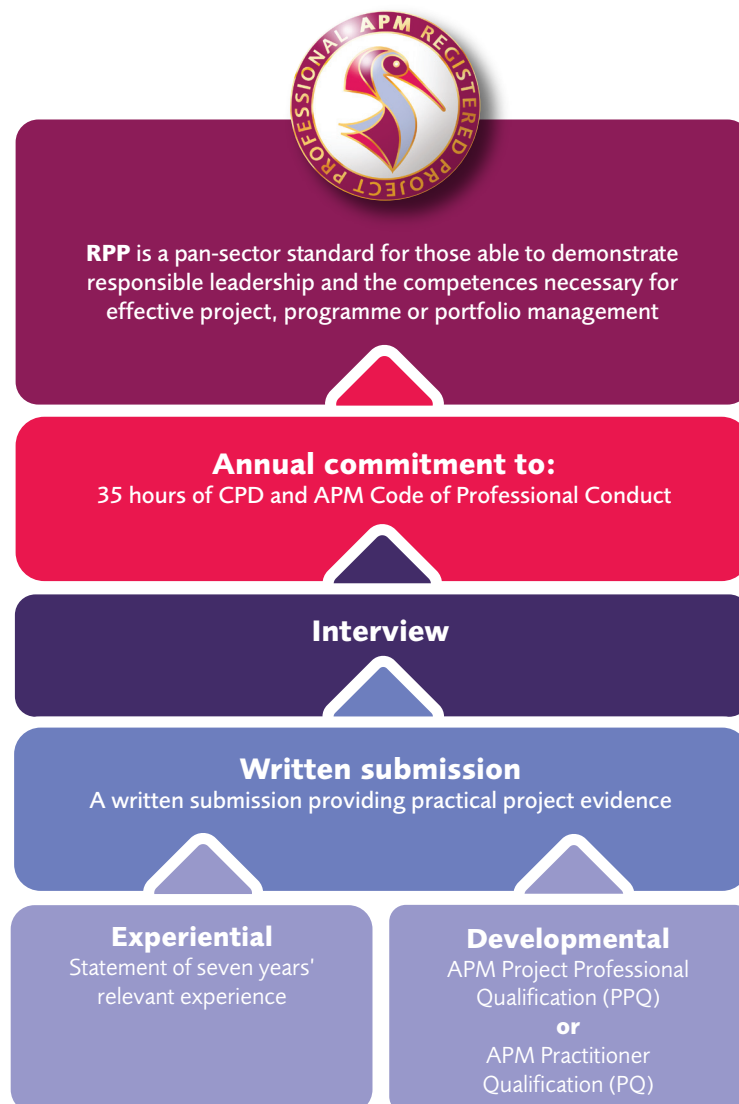 PROFESSIONAL APM REGISTERED PROJECT
RPP is a pan-sector standard for those able to demonstrate
responsible leadership and the competences necessary for
effective project, programme or portfolio management
Annual commitment to:
35 hours of CPD and APM Code of Professional Conduct
Interview
Written submission
A written submission providing practical project evidence
Experiential
Statement of seven years'
relevant experience
Developmental
APM Project Professional
Qualification (PPQ)
or
APM Practitioner
Qualification (PQ)